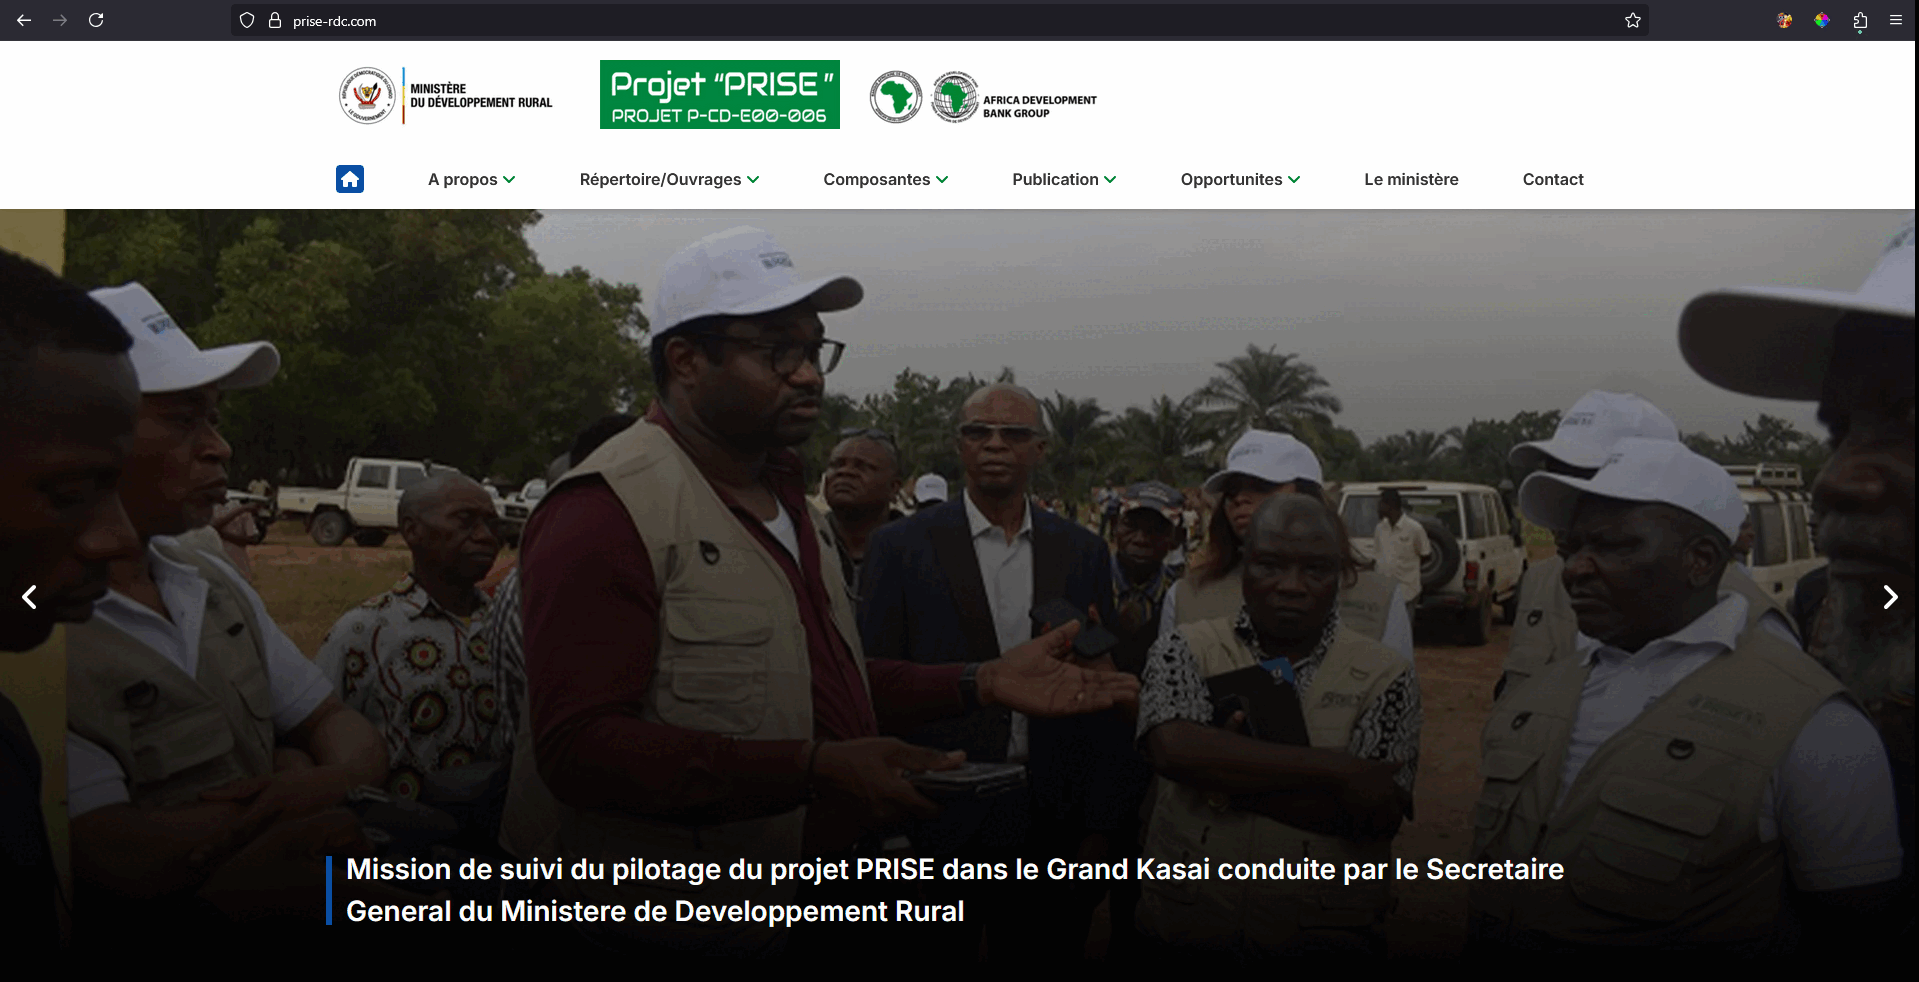 prise-rdc.com
MINISTÈRE
DU DÉVELOPPEMENT RURAL
Projet “PRISE ”
PROJET P-CD-E00-006
AFRICA DEVELOPMENT
BANK GROUP
A propos
Répertoire/Ouvrages
Composantes
Publication
Opportunites
Le ministère
Contact
Mission de suivi du pilotage du projet PRISE dans le Grand Kasai conduite par le Secretaire
General du Ministere de Developpement Rural